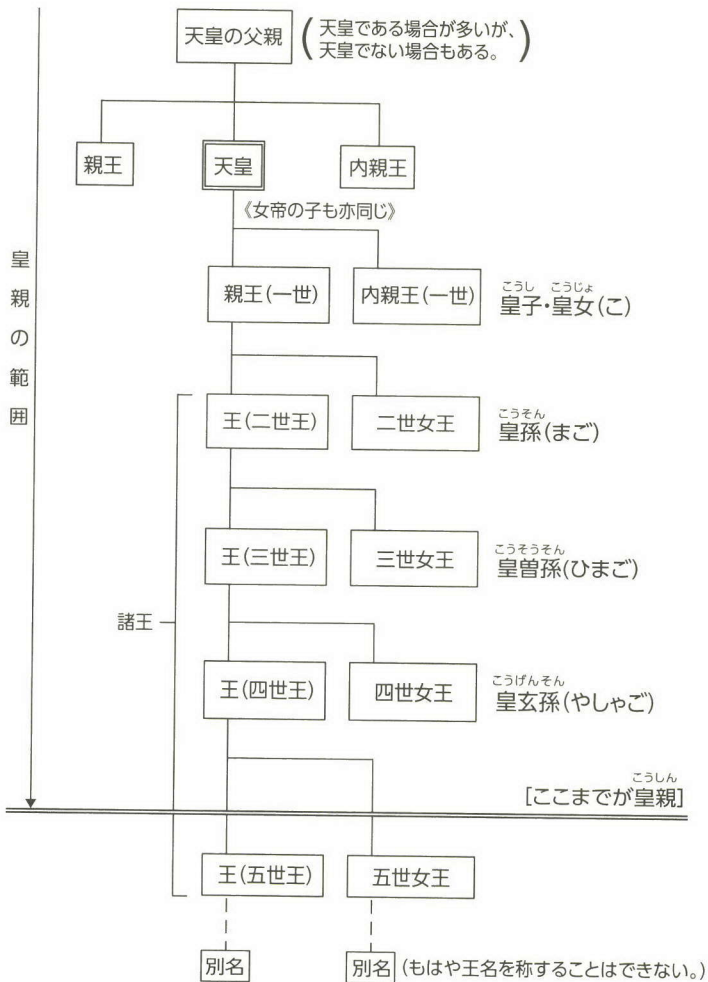 天皇の父親
(天皇である場合が多いが、
天皇でない場合もある。)
親王
天皇
内親王
《女帝の子も亦同じ》
皇親の範囲
親王(一世)
内親王(一世)
こうし こうじょ
皇子・皇女(こ)
王(二世王)
二世女王
こうそん
皇孫(まご)
王(三世王)
三世女王
こうそうそん
皇曽孫(ひまご)
諸王
王(四世王)
四世女王
こうげんそん
皇玄孫(やしゃご)
こうしん
[ここまでが皇親]
王(五世王)
五世女王
別名
別名
(もはや王名を称することはできない。)